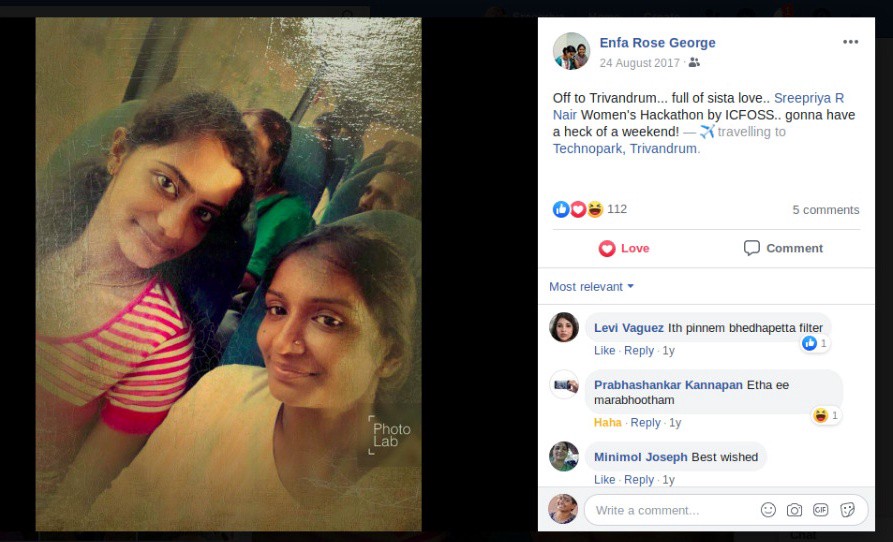 Enfa Rose George
24 August 2017 ·
Off to Trivandrum... full of sista love.. Sreepriya R
Nair Women's Hackathon by ICFOSS.. gonna have
a heck of a weekend! — travelling to
Technopark, Trivandrum.
112
5 comments
Love
Comment
Most relevant
Levi Vaguez Ith pinnem bhedhapetta filter
1
Like · Reply · 1y
Prabhashankar Kannapan Etha ee
marabhootham
1
Haha · Reply · 1y
Minimol Joseph Best wished
Like · Reply · 1y
Write a comment...
GIF
Photo
Lab